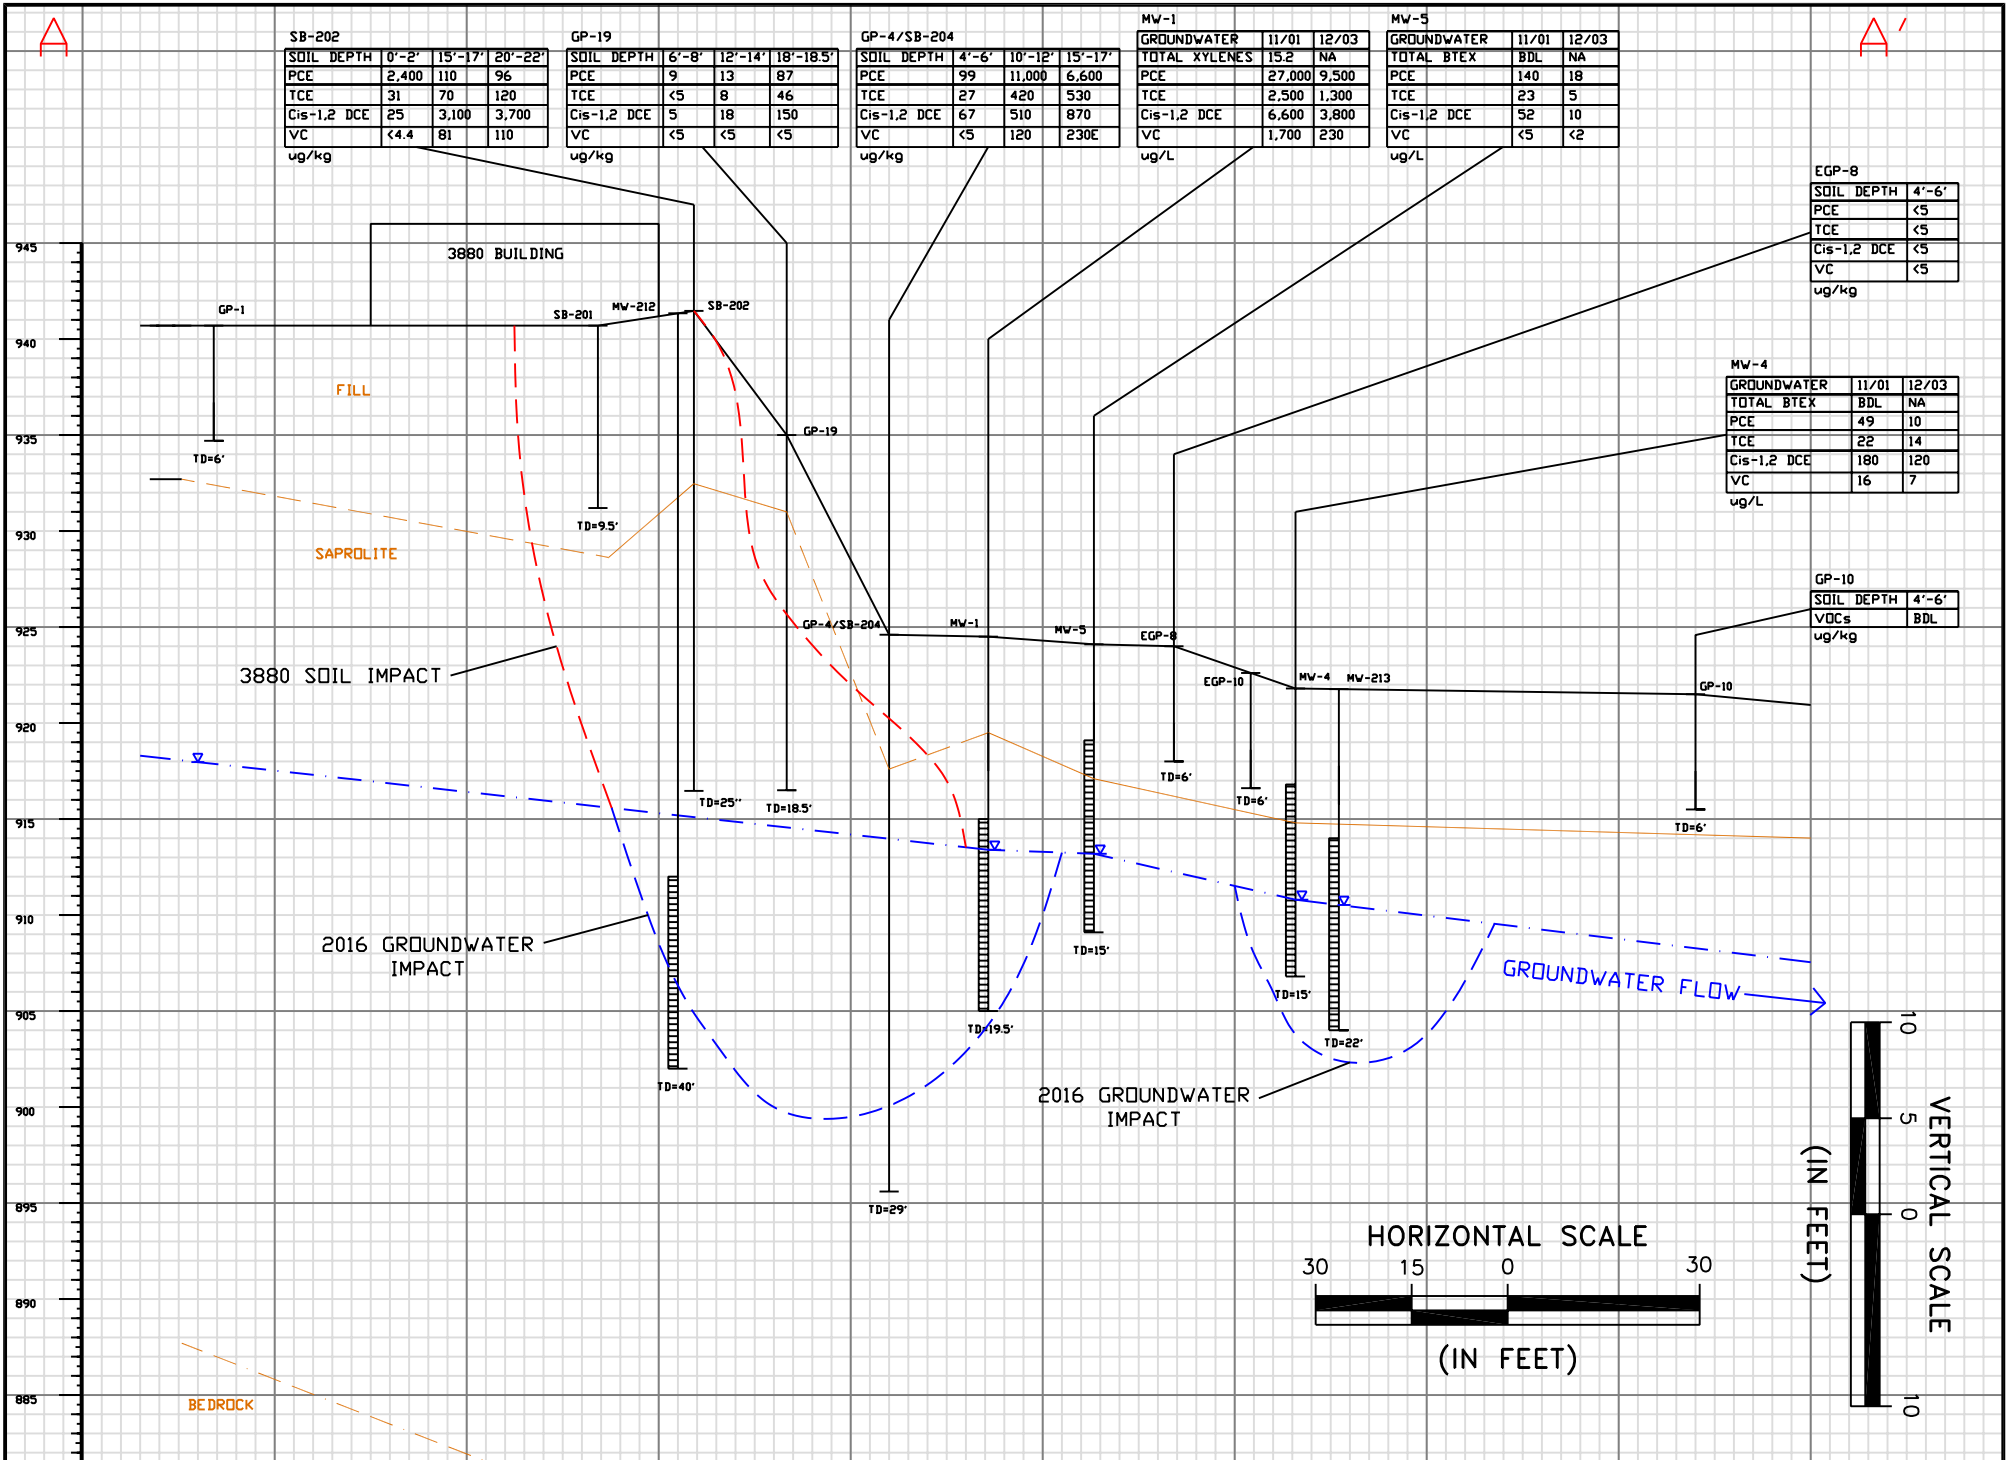 A
A'
SB-202
SOIL DEPTH 0'-2' 15'-17' 20'-22'
PCE 2,400 110 96
TCE 31 70 120
Cis-1,2 DCE 25 3,100 3,700
VC <4.4 81 110
ug/kg
GP-19
SOIL DEPTH 6'-8' 12'-14' 18'-18.5'
PCE 9 13 87
TCE <5 8 46
Cis-1,2 DCE 5 18 150
VC <5 <5 <5
ug/kg
GP-4/SB-204
SOIL DEPTH 4'-6' 10'-12' 15'-17'
PCE 99 11,000 6,600
TCE 27 420 530
Cis-1,2 DCE 67 510 870
VC <5 120 230E
ug/kg
MW-1
GROUNDWATER 11/01 12/03
TOTAL XYLENES 15.2 NA
PCE 27,000 9,500
TCE 2,500 1,300
Cis-1,2 DCE 6,600 3,800
VC 1,700 230
ug/L
MW-5
GROUNDWATER 11/01 12/03
TOTAL BTEX BDL NA
PCE 140 18
TCE 23 5
Cis-1,2 DCE 52 10
VC <5 <2
ug/L
EGP-8
SOIL DEPTH 4'-6'
PCE <5
TCE <5
Cis-1,2 DCE <5
VC <5
ug/kg
MW-4
GROUNDWATER 11/01 12/03
TOTAL BTEX BDL NA
PCE 49 10
TCE 22 14
Cis-1,2 DCE 180 120
VC 16 7
ug/L
GP-10
SOIL DEPTH 4'-6'
VOCs BDL
ug/kg
945
940
935
930
925
920
915
910
905
900
895
890
885
3880 BUILDING
GP-1
SB-201
MW-212
SB-202
FILL
GP-19
TD=6'
TD=9.5'
SAPROLITE
GP-4/SB-204
MW-1
MW-5
EGP-8
EGP-10
MW-4
MW-213
GP-10
3880 SOIL IMPACT
TD=25''
TD=18.5'
TD=6'
TD=6'
TD=6'
2016 GROUNDWATER
IMPACT
TD=15'
GROUNDWATER FLOW
TD=15'
TD=19.5'
TD=22'
TD=40'
2016 GROUNDWATER
IMPACT
TD=29'
BEDROCK
HORIZONTAL SCALE
30 15 0 30
(IN FEET)
VERTICAL SCALE
10 5 0 10
(IN FEET)